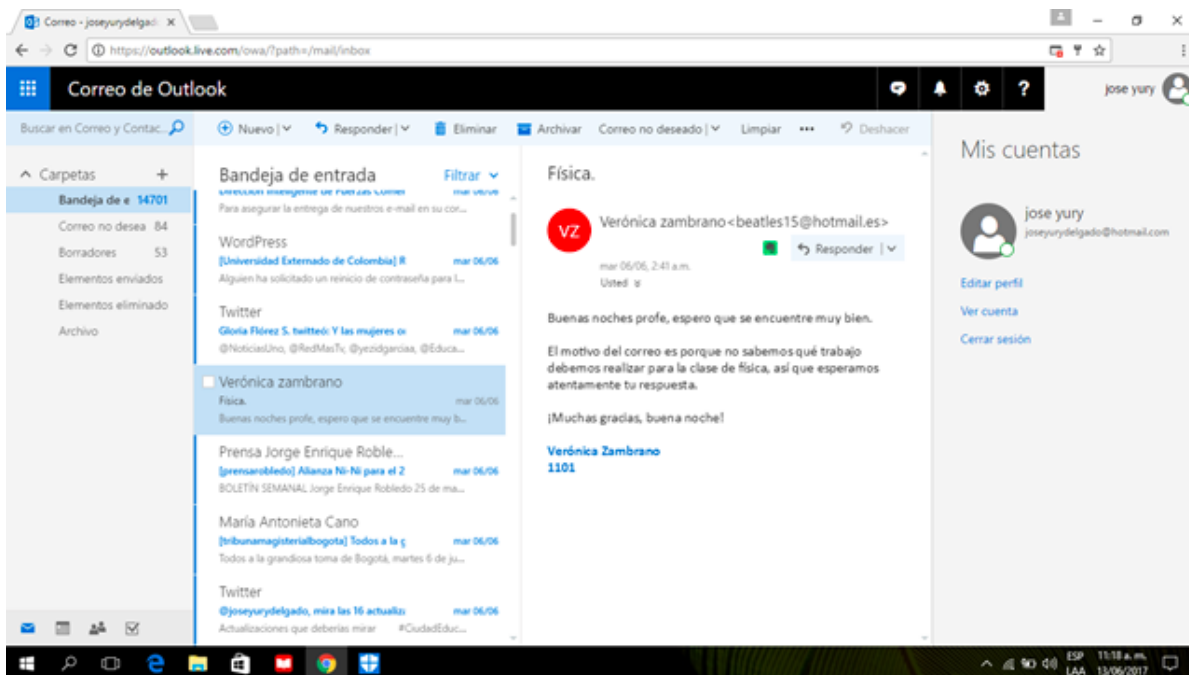 Correo - joseyurydelgad
https://outlook.live.com/owa/?path=/mail/inbox
Correo de Outlook
?
jose yury
Buscar en Correo y Contac...
Nuevo | Responder | Eliminar Archivar Correo no deseado | Limpiar ••• Deshacer
Carpetas +
Bandeja de e 14701
Correo no desea 84
Borradores 53
Elementos enviados
Elementos eliminado
Archivo
Bandeja de entrada Filtrar
Dirección Inteligente de Fuerzas Comer mar 06/06
Para asegurar la entrega de nuestros e-mail en su cor...
WordPress
[Universidad Externado de Colombia] R mar 06/06
Alguien ha solicitado un reinicio de contraseña para l...
Twitter
Gloria Flórez S. twitteó: Y las mujeres mar 06/06
@NoticiasUno, @RedMasTv, @yezidgarciaa, @Educa...
Verónica zambrano
Física. mar 06/06
Buenas noches profe, espero que se encuentre muy b...
Prensa Jorge Enrique Roble...
[prensarobledo] Alianza Ni-Ni para el 2 mar 06/06
BOLETÍN SEMANAL Jorge Enrique Robledo 25 de ma...
María Antonieta Cano
[tribunamagisterialbogota] Todos a la g mar 06/06
Todos a la grandiosa toma de Bogotá, martes 6 de ju...
Twitter
@joseyurydelgado, mira las 16 actualiza mar 06/06
Actualizaciones que deberías mirar #CiudadEduc...
Física.
VZ
Verónica zambrano<beatles15@hotmail.es>
Responder |
mar 06/06, 2:41 a.m.
Usted
Buenas noches profe, espero que se encuentre muy bien.
El motivo del correo es porque no sabemos qué trabajo
debemos realizar para la clase de física, así que esperamos
atentamente tu respuesta.
¡Muchas gracias, buena noche!
Verónica Zambrano
1101
Mis cuentas
jose yury
joseyurydelgado@hotmail.com
Editar perfil
Ver cuenta
Cerrar sesión
ESP 11:18 a. m.
LAA 13/06/2017